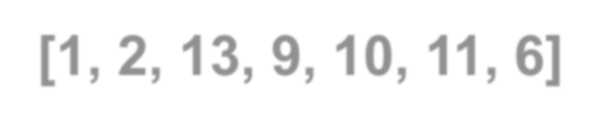 [1, 2, 13, 9, 10, 11, 6]